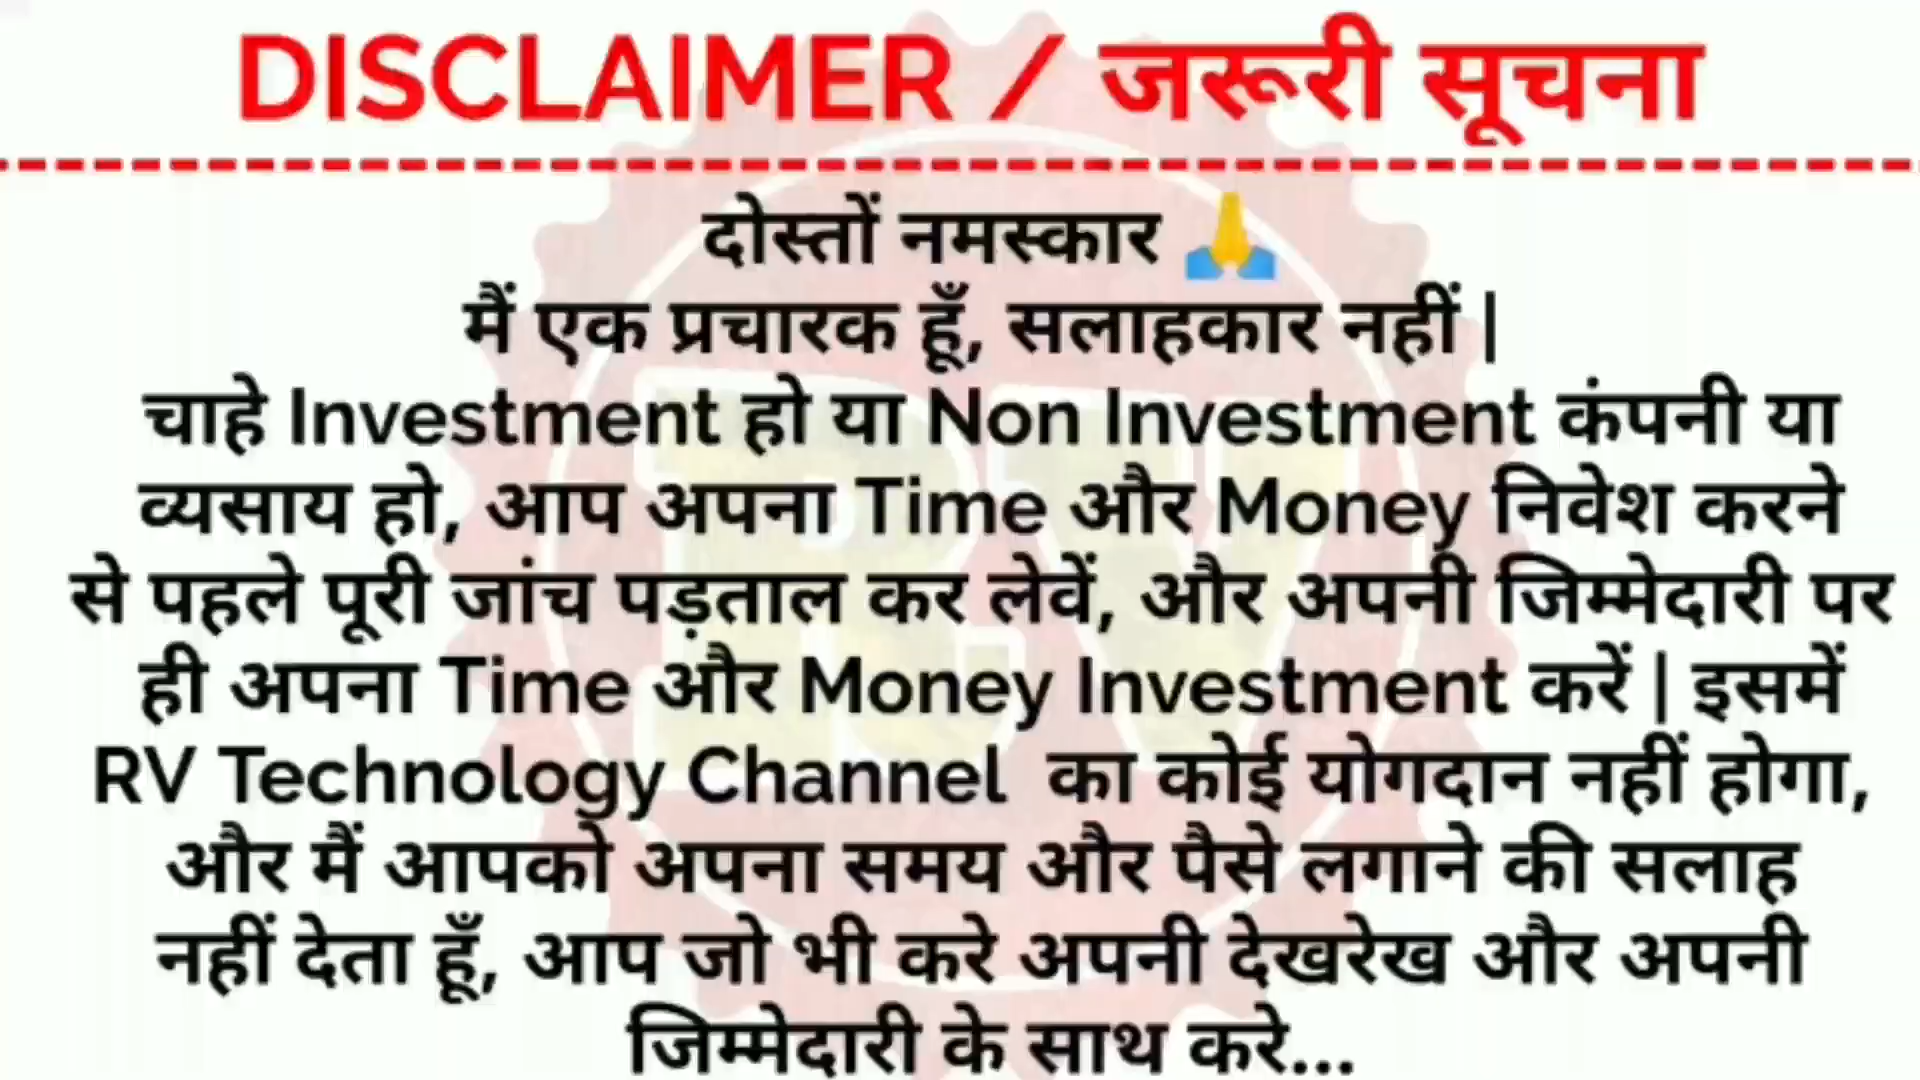 DISCLAIMER / जरूरी सूचना
दोस्तों नमस्कार 🙏
मैं एक प्रचारक हूँ, सलाहकार नहीं |
चाहे Investment हो या Non Investment कंपनी या
व्यसाय हो, आप अपना Time और Money निवेश करने
से पहले पूरी जांच पड़ताल कर लेवें, और अपनी जिम्मेदारी पर
ही अपना Time और Money Investment करें | इसमें
RV Technology Channel का कोई योगदान नहीं होगा,
और मैं आपको अपना समय और पैसे लगाने की सलाह
नहीं देता हूँ, आप जो भी करे अपनी देखरेख और अपनी
जिम्मेदारी के साथ करे...
R.V